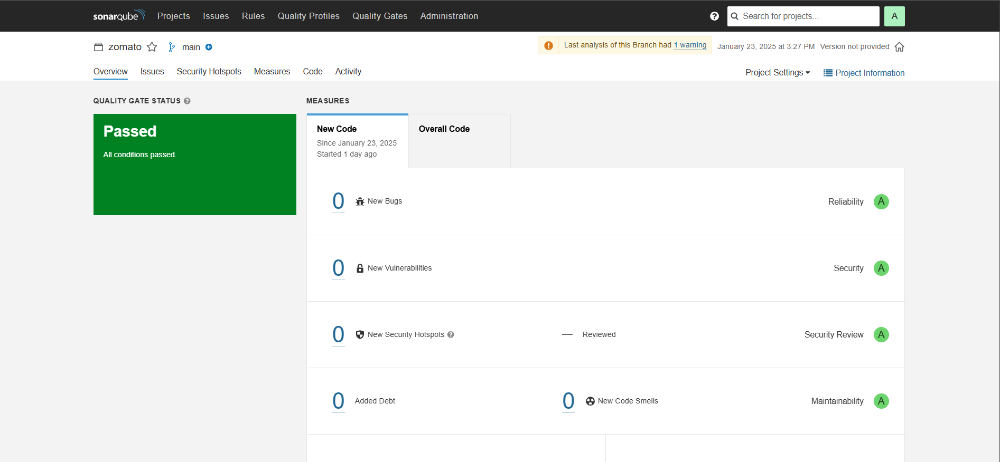 sonarqube Projects Issues Rules Quality Profiles Quality Gates Administration ? Search for projects... A
zomato main Last analysis of this Branch had 1 warning January 23, 2025 at 3:27 PM Version not provided
Overview Issues Security Hotspots Measures Code Activity Project Settings Project Information
QUALITY GATE STATUS ? MEASURES
Passed
All conditions passed.
New Code Overall Code
Since January 23, 2025
Started 1 day ago
0 New Bugs Reliability A
0 New Vulnerabilities Security A
0 New Security Hotspots ? — Reviewed Security Review A
0 Added Debt 0 New Code Smells Maintainability A